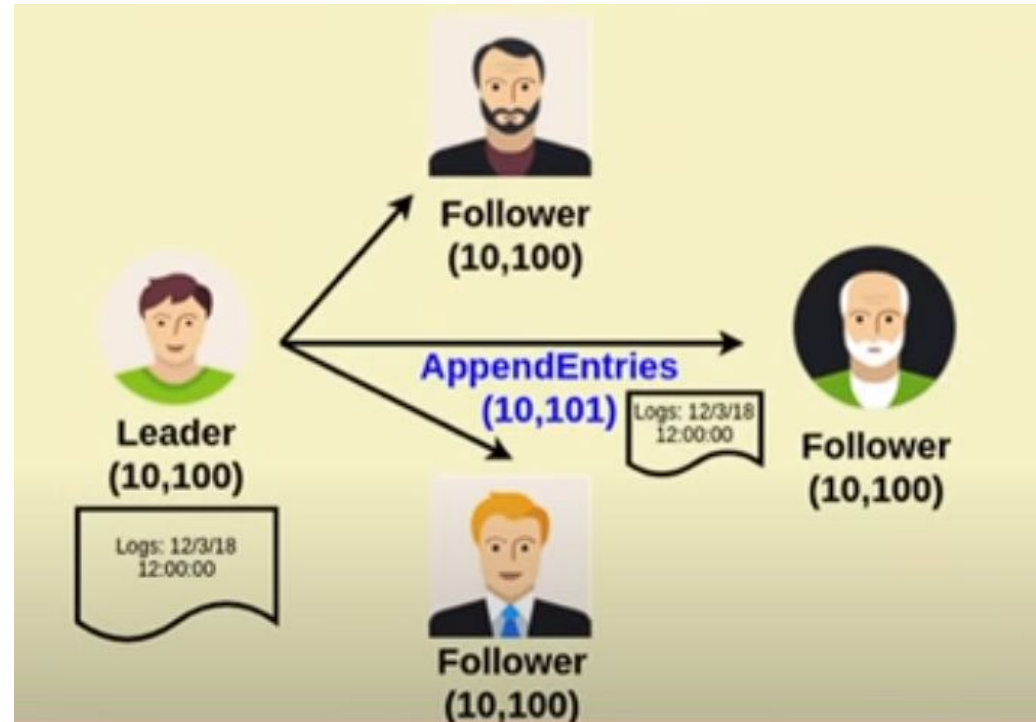 Follower
(10,100)
AppendEntries
(10,101)
Logs: 12/3/18
12:00:00
Leader
(10,100)
Follower
(10,100)
Logs: 12/3/18
12:00:00
Follower
(10,100)